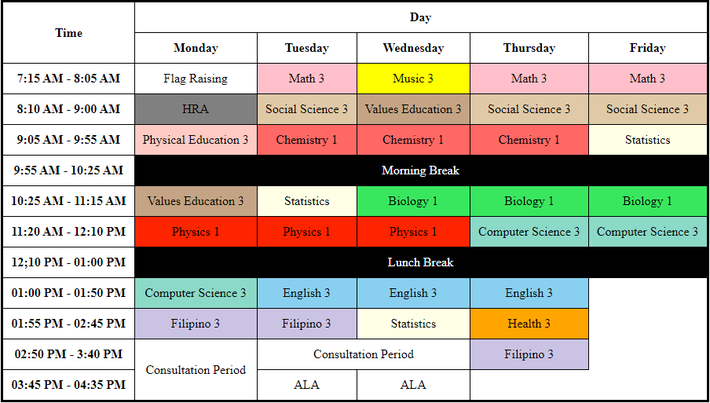 Time Day
Monday Tuesday Wednesday Thursday Friday
7:15 AM - 8:05 AM Flag Raising Math 3 Music 3 Math 3 Math 3
8:10 AM - 9:00 AM HRA Social Science 3 Values Education 3 Social Science 3 Social Science 3
9:05 AM - 9:55 AM Physical Education 3 Chemistry 1 Chemistry 1 Chemistry 1 Statistics
9:55 AM - 10:25 AM Morning Break
10:25 AM - 11:15 AM Values Education 3 Statistics Biology 1 Biology 1 Biology 1
11:20 AM - 12:10 PM Physics 1 Physics 1 Physics 1 Computer Science 3 Computer Science 3
12;10 PM - 01:00 PM Lunch Break
01:00 PM - 01:50 PM Computer Science 3 English 3 English 3 English 3
01:55 PM - 02:45 PM Filipino 3 Filipino 3 Statistics Health 3
02:50 PM - 3:40 PM Consultation Period Consultation Period Filipino 3
03:45 PM - 04:35 PM ALA ALA